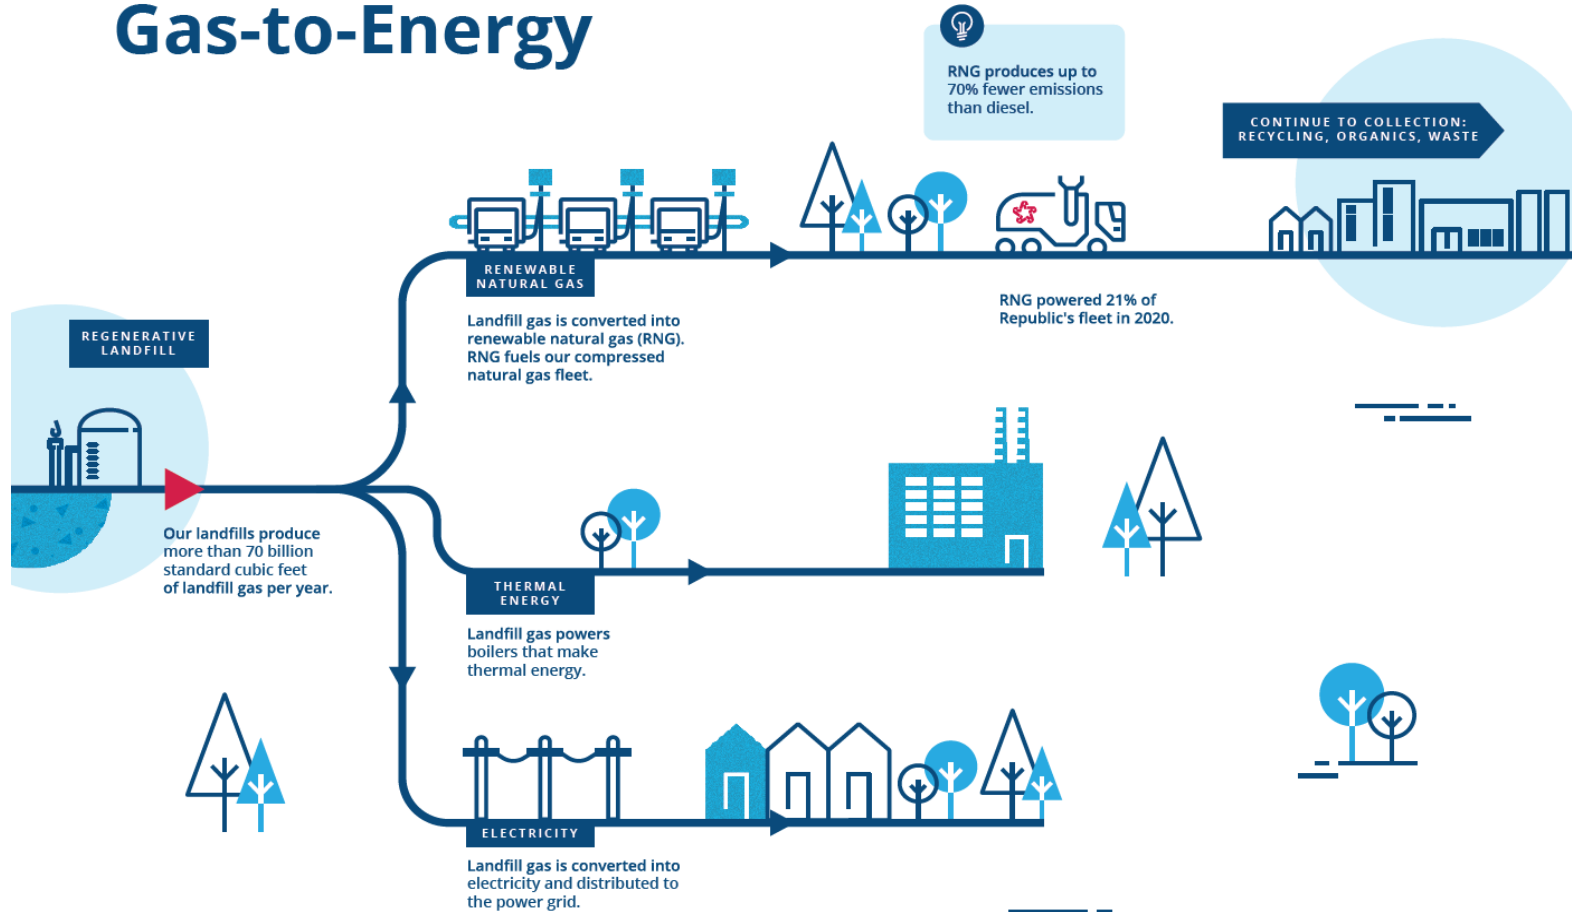 Gas-to-Energy
RNG produces up to
70% fewer emissions
than diesel.
CONTINUE TO COLLECTION:
RECYCLING, ORGANICS, WASTE
RENEWABLE
NATURAL GAS
Landfill gas is converted into
renewable natural gas (RNG).
RNG fuels our compressed
natural gas fleet.
RNG powered 21% of
Republic's fleet in 2020.
REGENERATIVE
LANDFILL
Our landfills produce
more than 70 billion
standard cubic feet
of landfill gas per year.
THERMAL
ENERGY
Landfill gas powers
boilers that make
thermal energy.
ELECTRICITY
Landfill gas is converted into
electricity and distributed to
the power grid.